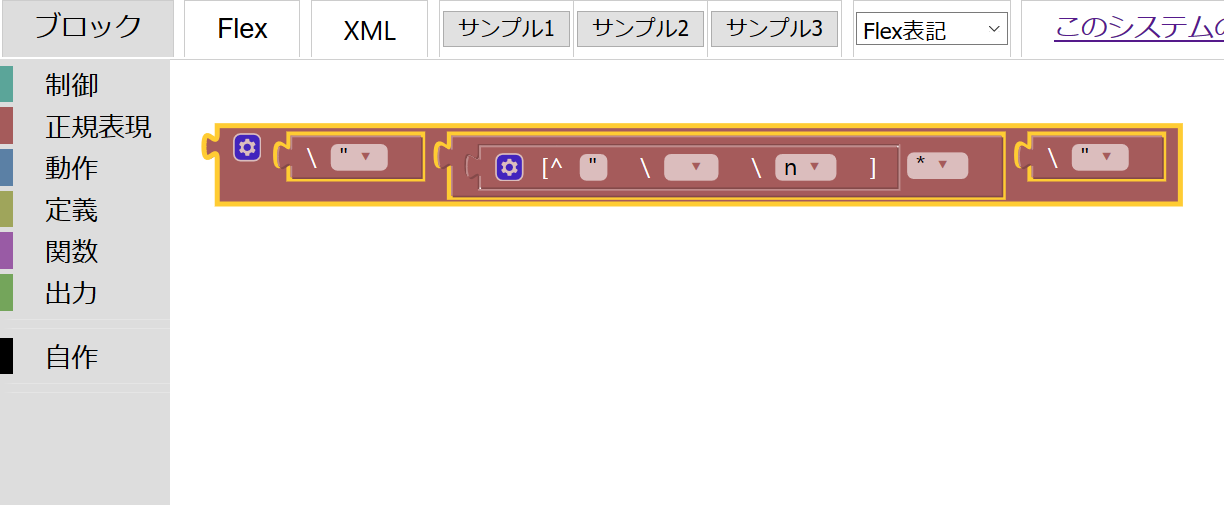 ブロック Flex XML サンプル1 サンプル2 サンプル3 Flex表記 このシステムの
制御
正規表現
動作
定義
関数
出力
自作
\ " [^ " \ \ n ] * \ "